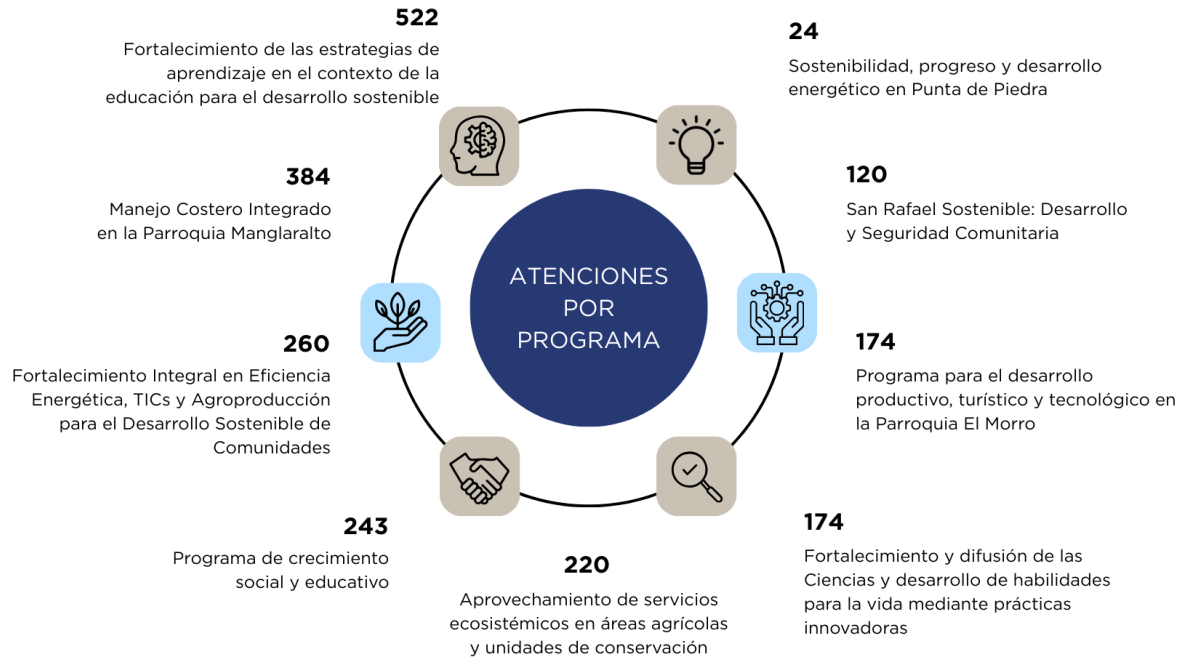 522
Fortalecimiento de las estrategias de
aprendizaje en el contexto de la
educación para el desarrollo sostenible
384
Manejo Costero Integrado
en la Parroquia Manglaralto
260
Fortalecimiento Integral en Eficiencia
Energética, TICs y Agroproducción
para el Desarrollo Sostenible de
Comunidades
243
Programa de crecimiento
social y educativo
220
Aprovechamiento de servicios
ecosistémicos en áreas agrícolas
y unidades de conservación
ATENCIONES
POR
PROGRAMA
24
Sostenibilidad, progreso y desarrollo
energético en Punta de Piedra
120
San Rafael Sostenible: Desarrollo
y Seguridad Comunitaria
174
Programa para el desarrollo
productivo, turístico y tecnológico en
la Parroquia El Morro
174
Fortalecimiento y difusión de las
Ciencias y desarrollo de habilidades
para la vida mediante prácticas
innovadoras